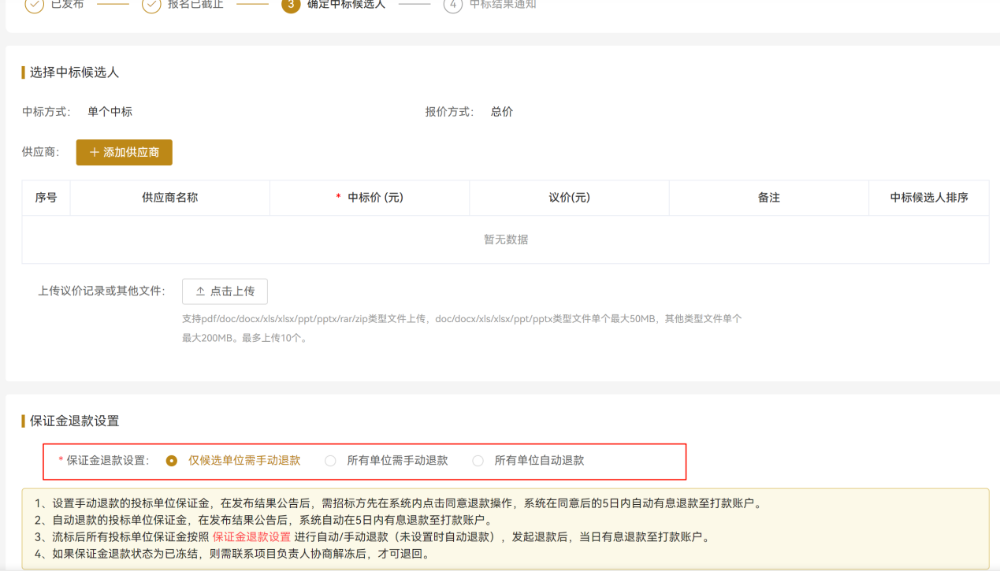 已发布 报名已截止 3 确定中标候选人 4 中标结果通知
选择中标候选人
中标方式： 单个中标 报价方式： 总价
供应商： + 添加供应商
序号 供应商名称 * 中标价 (元) 议价(元) 备注 中标候选人排序
暂无数据
上传议价记录或其他文件： 点击上传
支持pdf/doc/docx/xls/xlsx/ppt/pptx/rar/zip类型文件上传，doc/docx/xls/xlsx/ppt/pptx类型文件单个最大50MB，其他类型文件单个
最大200MB。最多上传10个。
保证金退款设置
* 保证金退款设置： 仅候选单位需手动退款 所有单位需手动退款 所有单位自动退款
1、设置手动退款的投标单位保证金，在发布结果公告后，需招标方先在系统内点击同意退款操作，系统在同意后的5日内自动有息退款至打款账户。
2、自动退款的投标单位保证金，在发布结果公告后，系统自动在5日内有息退款至打款账户。
3、流标后所有投标单位保证金按照 保证金退款设置 进行自动/手动退款（未设置时自动退款），发起退款后，当日有息退款至打款账户。
4、如果保证金退款状态为已冻结，则需联系项目负责人协商解冻后，才可退回。